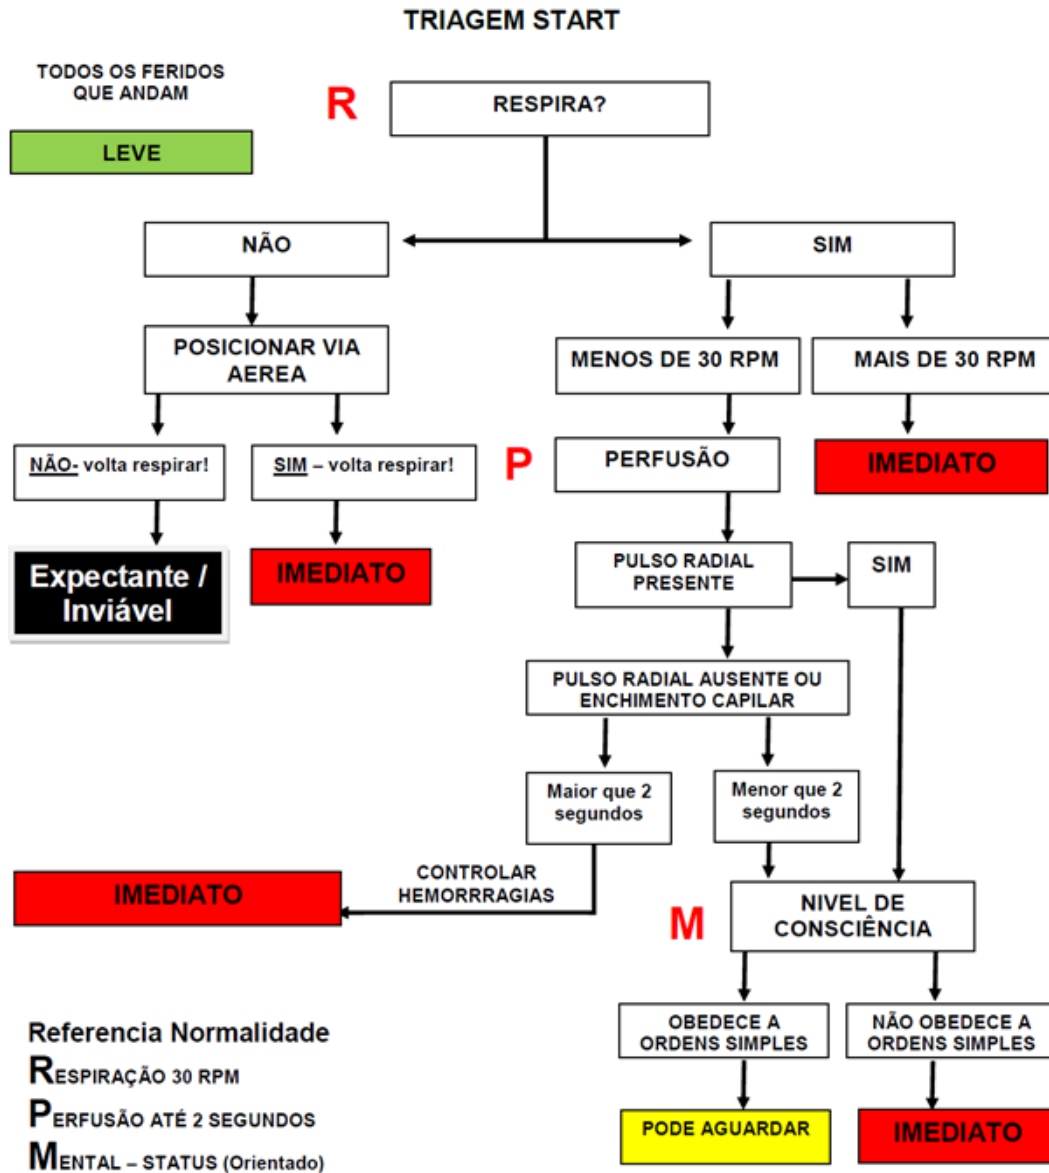 TRIAGEM START
TODOS OS FERIDOS
QUE ANDAM
LEVE
R
RESPIRA?
NÃO
SIM
POSICIONAR VIA
AEREA
MENOS DE 30 RPM
MAIS DE 30 RPM
NÃO- volta respirar!
SIM – volta respirar!
P
PERFUSÃO
IMEDIATO
Expectante /
Inviável
IMEDIATO
PULSO RADIAL
PRESENTE
SIM
PULSO RADIAL AUSENTE OU
ENCHIMENTO CAPILAR
Maior que 2
segundos
Menor que 2
segundos
IMEDIATO
CONTROLAR
HEMORRRAGIAS
M
NIVEL DE
CONSCIÊNCIA
OBEDECE A
ORDENS SIMPLES
NÃO OBEDECE A
ORDENS SIMPLES
PODE AGUARDAR
IMEDIATO
Referencia Normalidade
RESPIRAÇÃO 30 RPM
PERFUSÃO ATÉ 2 SEGUNDOS
MENTAL – STATUS (Orientado)